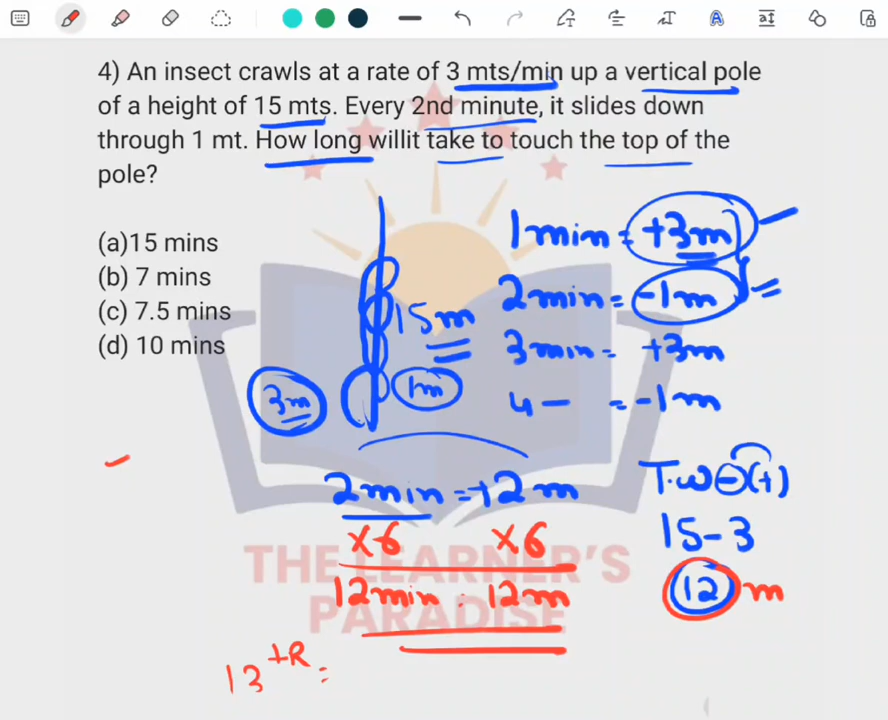 4) An insect crawls at a rate of 3 mts/min up a vertical pole
of a height of 15 mts. Every 2nd minute, it slides down
through 1 mt. How long willit take to touch the top of the
pole?
(a)15 mins
(b) 7 mins
(c) 7.5 mins
(d) 10 mins
1min = +3m
2min = -1m
3min = +3m
4 — = -1m
15m
3m
1m
2min = +2m
×6 ×6
12min : 12m
T.W⊖(+)
15-3
12 m
13
THE LEARNER'S
PARADISE